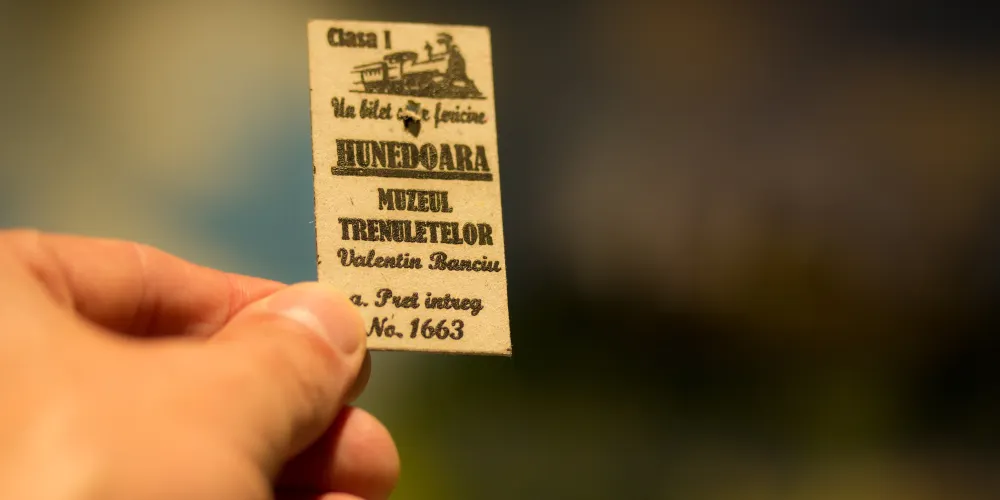 Clasa I
Un bilet fericire
HUNEDOARA
MUZEUL
TRENULETELOR
Valentin Banciu
a. Pret intreg
No. 1663